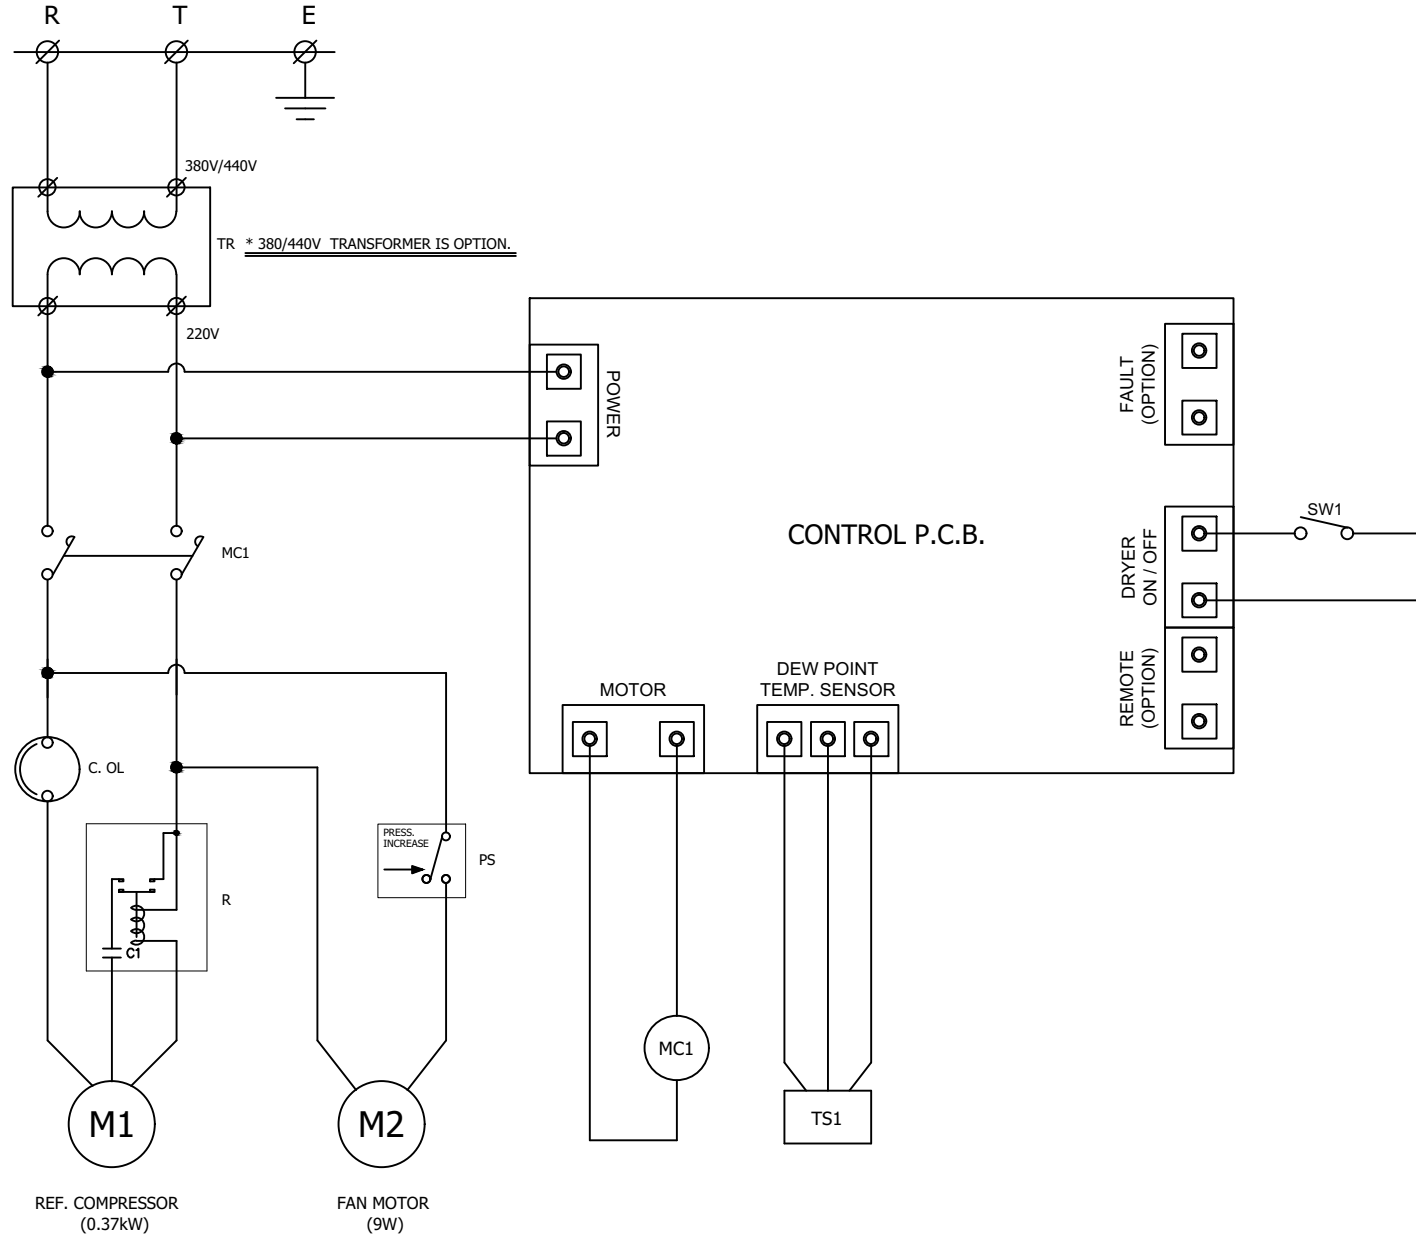 R T E
380V/440V
TR * 380/440V TRANSFORMER IS OPTION.
220V
POWER
FAULT
(OPTION)
CONTROL P.C.B.
SW1
DRYER
ON / OFF
MC1
REMOTE
(OPTION)
MOTOR
DEW POINT
TEMP. SENSOR
C. OL
PRESS.
INCREASE
PS
R
C1
MC1
M1
M2
TS1
REF. COMPRESSOR
(0.37kW)
FAN MOTOR
(9W)